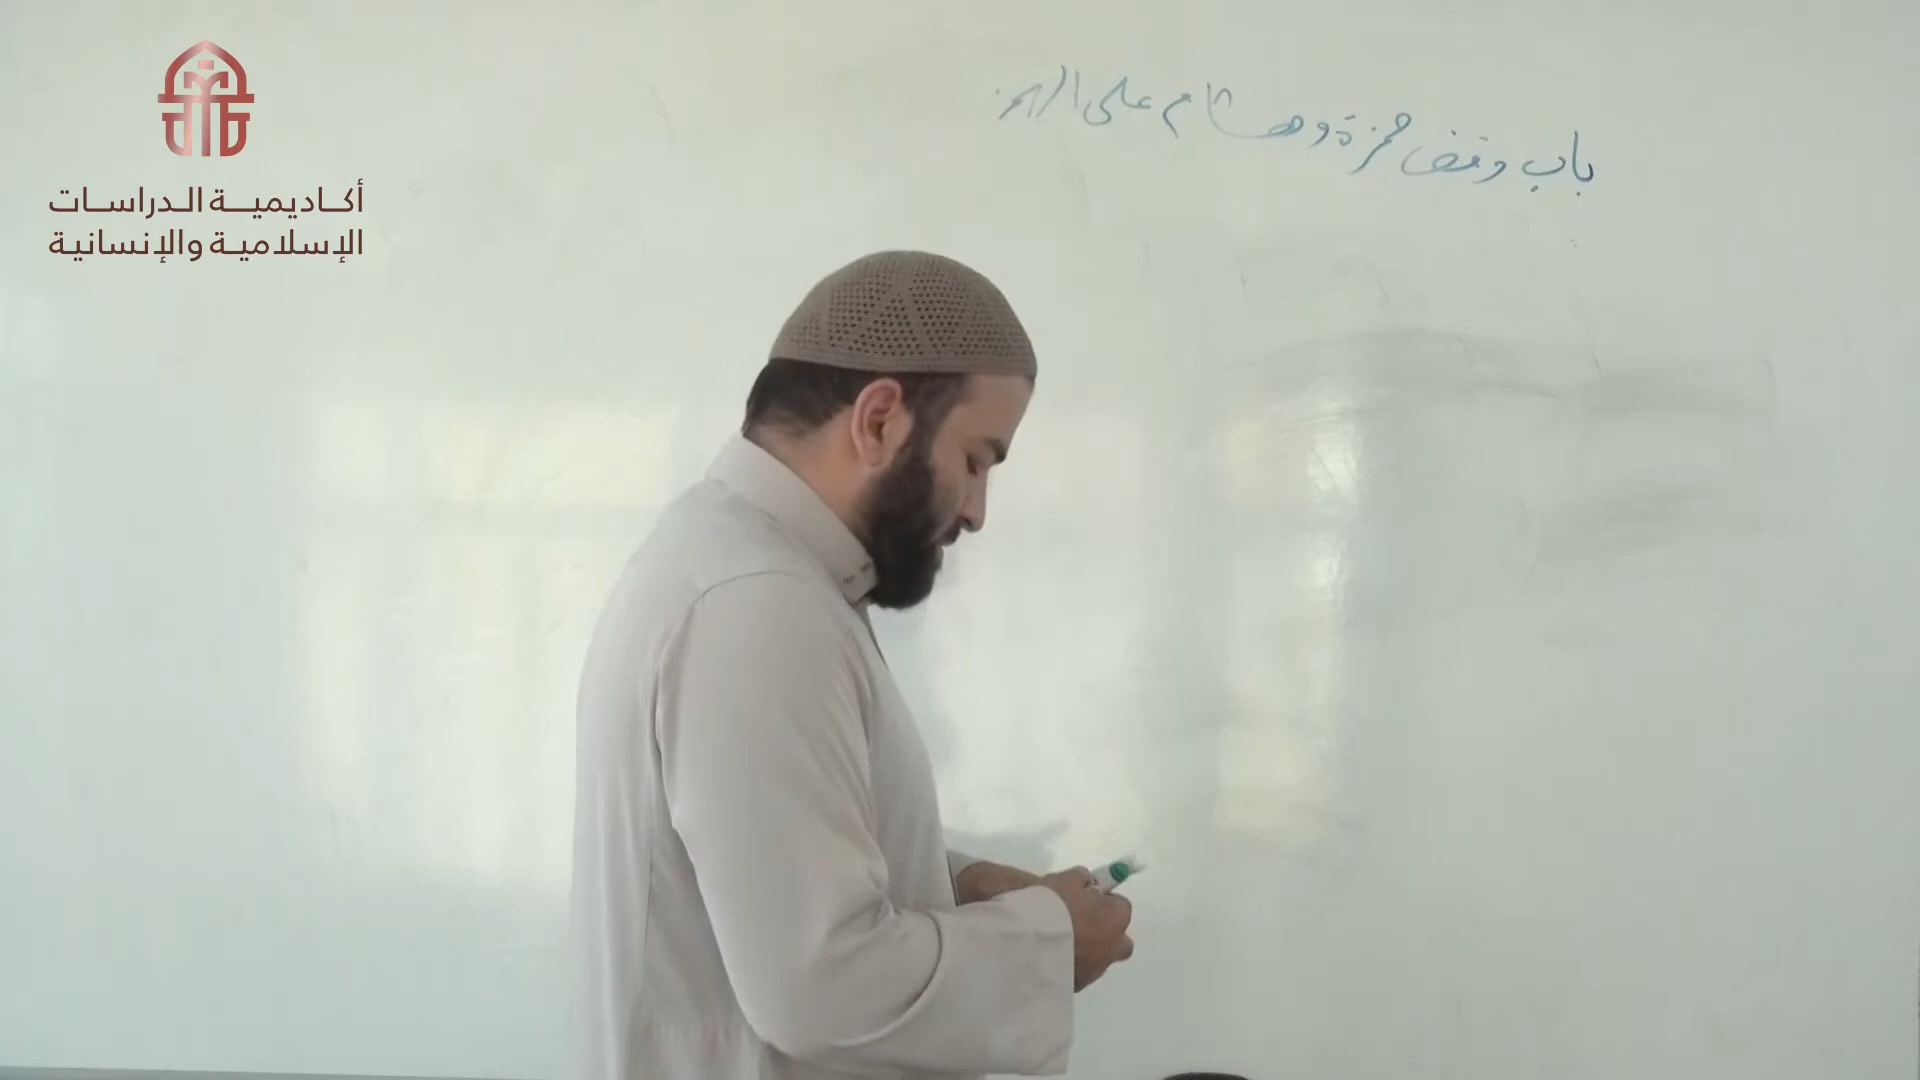 أكاديمية الدراسات
الإسلامية والإنسانية
باب وقف حمزة وهشام على الهمز